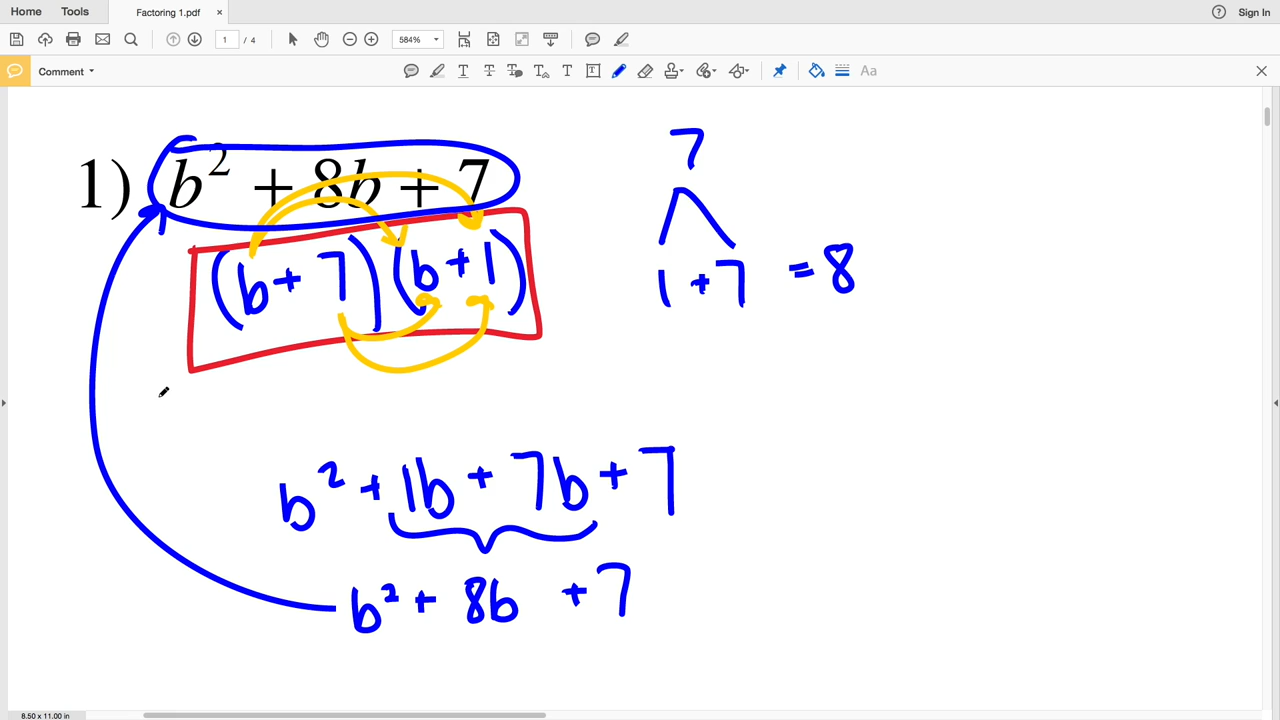 Home Tools Factoring 1.pdf × Sign In
1 / 4 584%
Comment Aa
1) b² + 8b + 7
(b + 7)(b + 1)
7
1 + 7 = 8
b² + 1b + 7b + 7
b² + 8b + 7
8.50 x 11.00 in